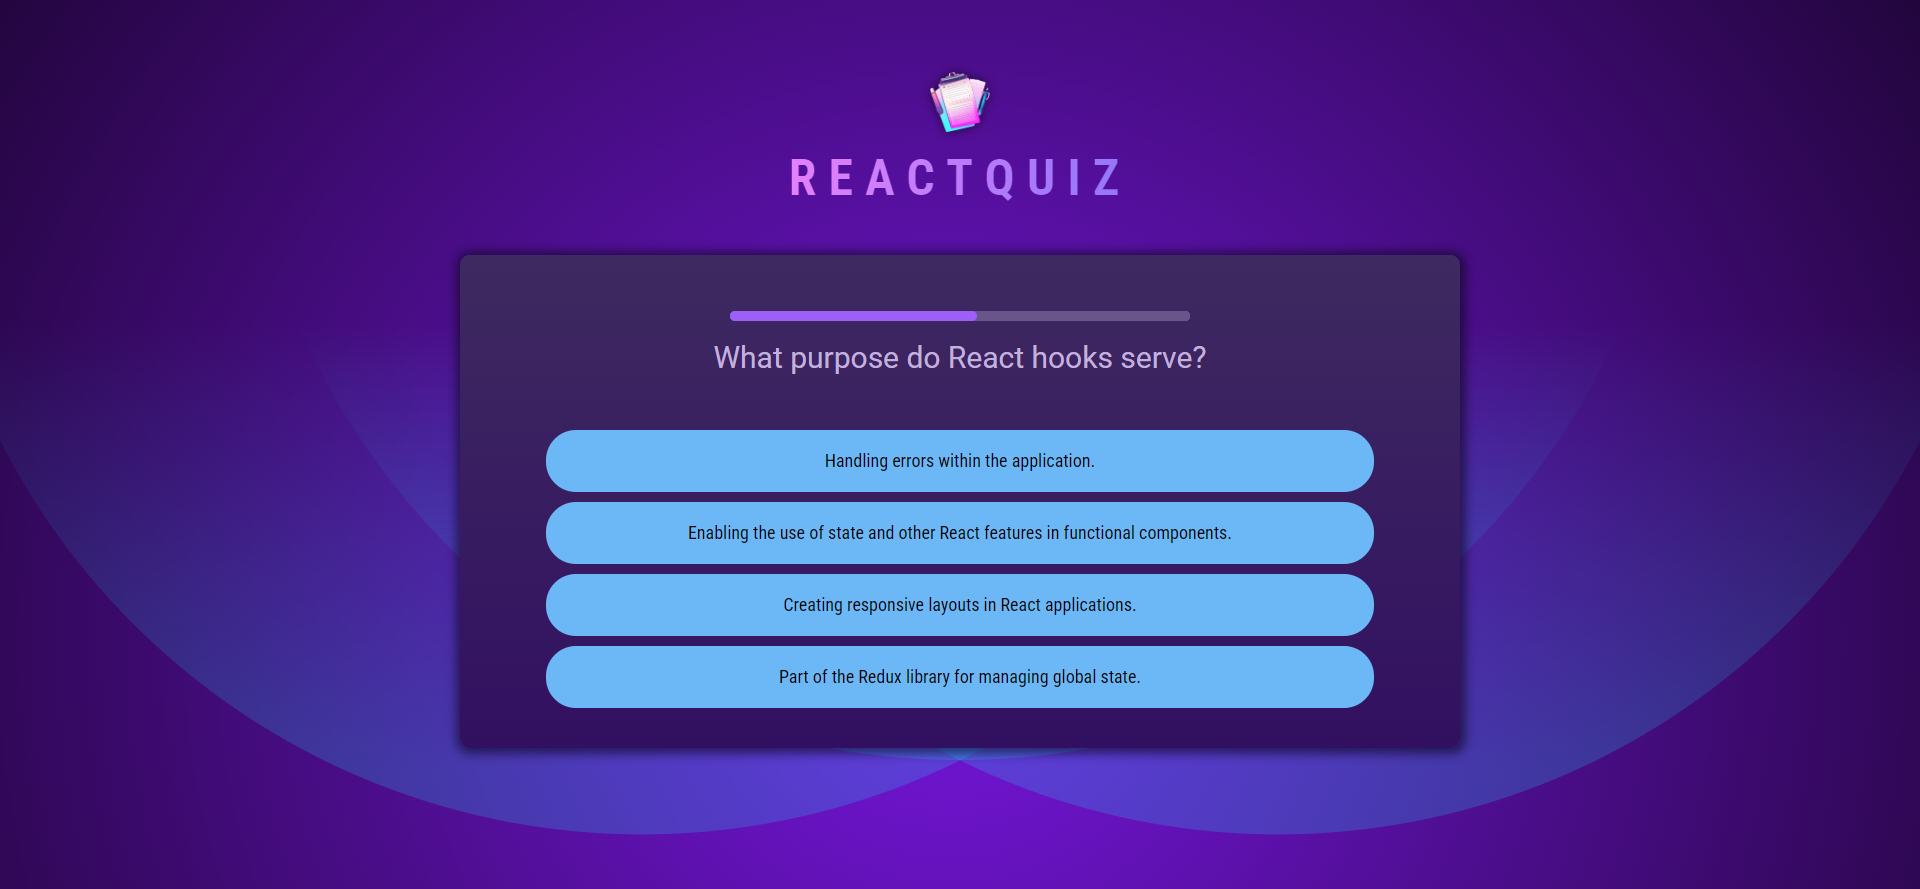 REACTQUIZ
What purpose do React hooks serve?
Handling errors within the application.
Enabling the use of state and other React features in functional components.
Creating responsive layouts in React applications.
Part of the Redux library for managing global state.